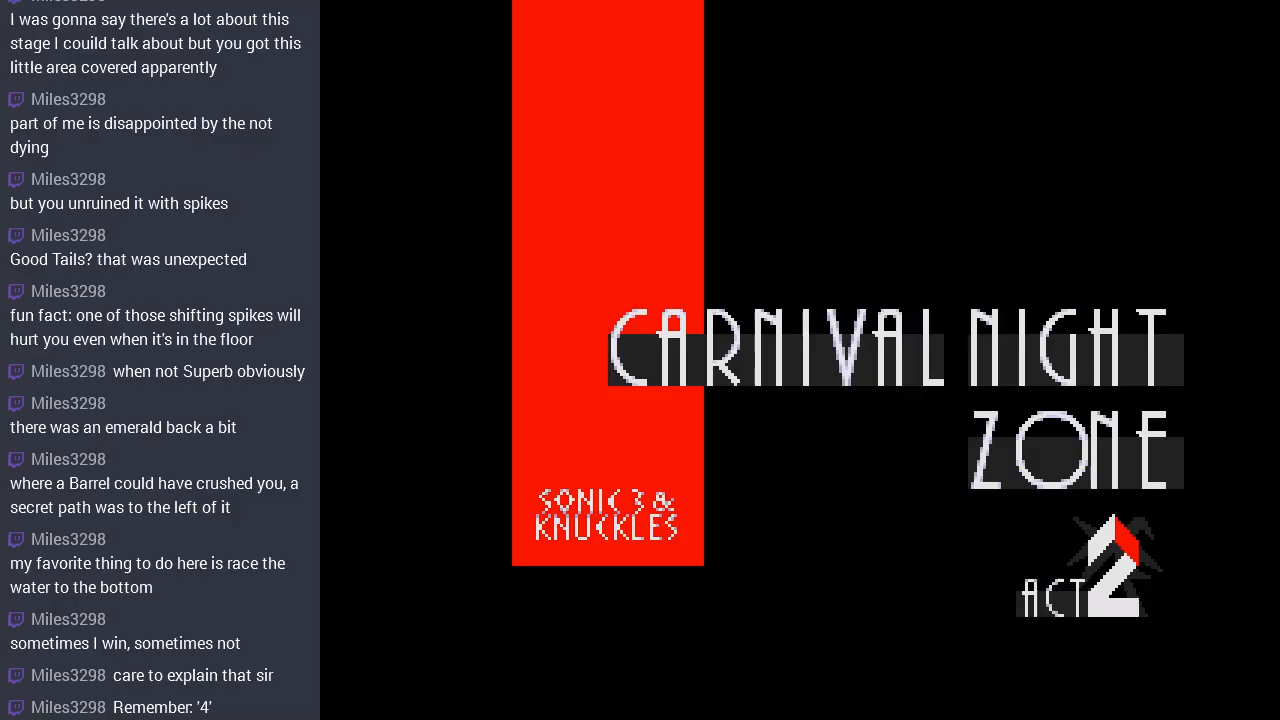 I was gonna say there's a lot about this
stage I couild talk about but you got this
little area covered apparently
Miles3298
part of me is disappointed by the not
dying
Miles3298
but you unruined it with spikes
Miles3298
Good Tails? that was unexpected
Miles3298
fun fact: one of those shifting spikes will
hurt you even when it's in the floor
Miles3298 when not Superb obviously
Miles3298
there was an emerald back a bit
Miles3298
where a Barrel could have crushed you, a
secret path was to the left of it
Miles3298
my favorite thing to do here is race the
water to the bottom
Miles3298
sometimes I win, sometimes not
Miles3298 care to explain that sir
Miles3298 Remember: '4'
CARNIVAL NIGHT
ZONE
SONIC 3 &
KNUCKLES
ACT 2